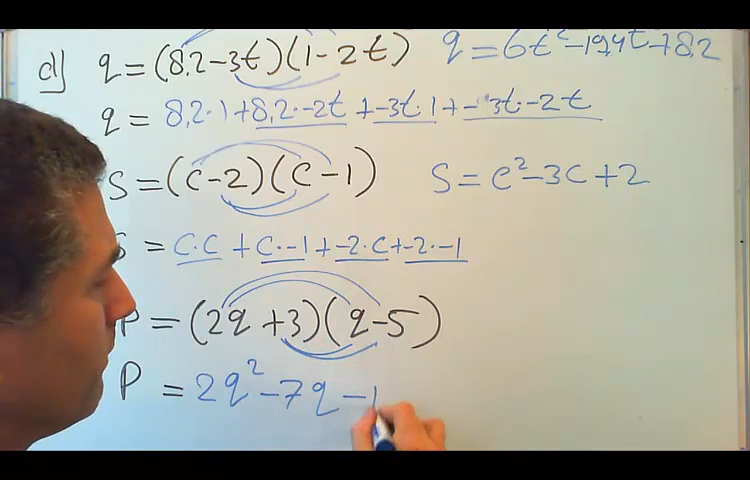 d) q = (8,2 - 3t)(1 - 2t) q = 6t² - 19,4t + 8,2
q = 8,2·1 + 8,2·-2t + -3t·1 + -3t·-2t
S = (c - 2)(c - 1) S = c² - 3c + 2
S = c·c + c·-1 + -2·c + -2·-1
P = (2q + 3)(q - 5)
P = 2q² - 7q - 1